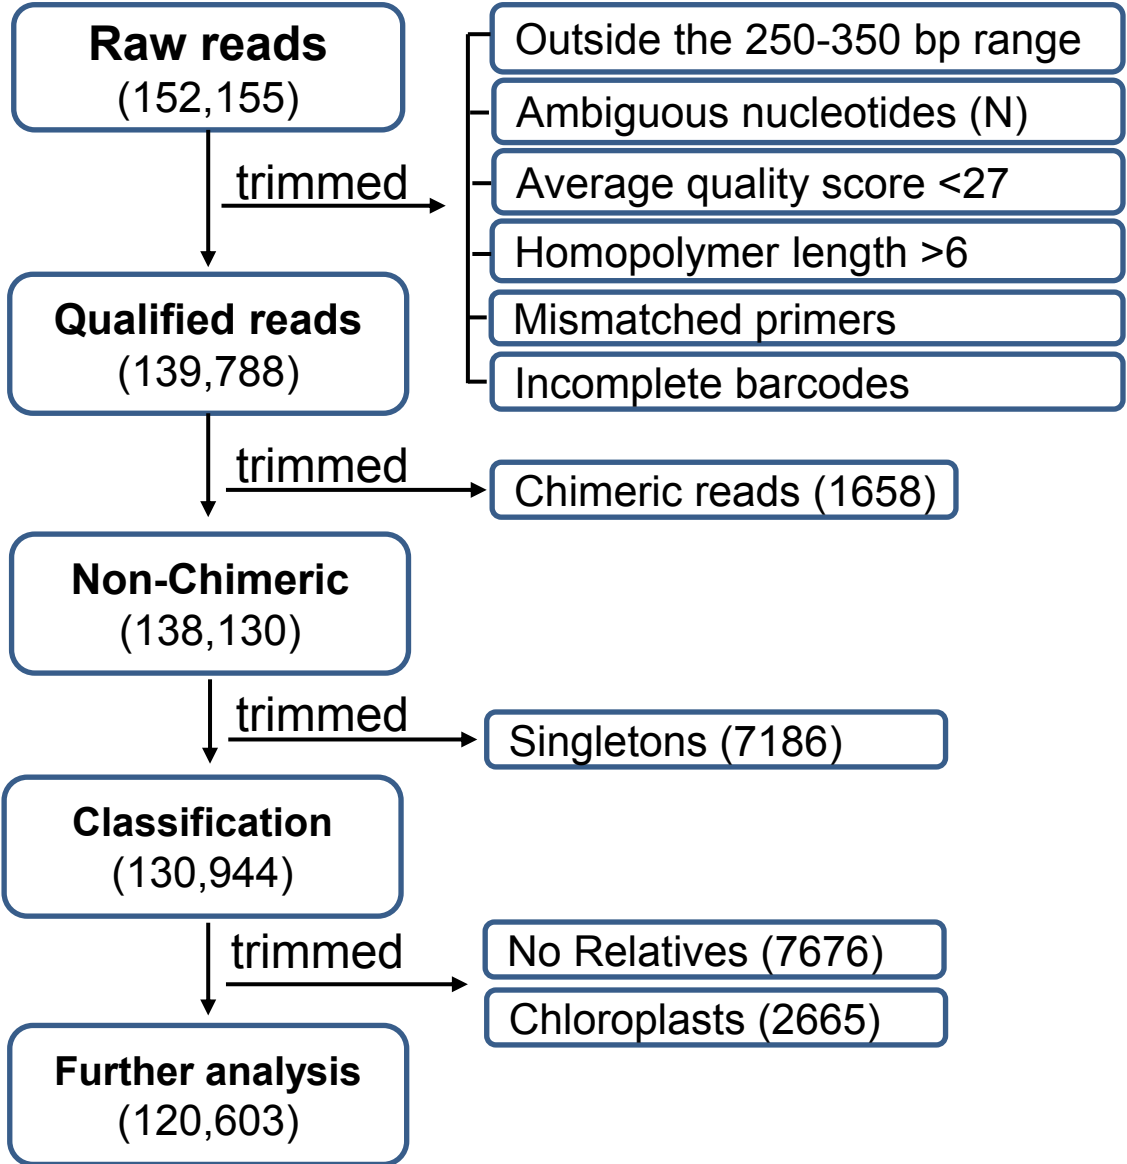 Raw reads
(152,155)
trimmed
Outside the 250-350 bp range
Ambiguous nucleotides (N)
Average quality score <27
Homopolymer length >6
Mismatched primers
Incomplete barcodes
Qualified reads
(139,788)
trimmed
Chimeric reads (1658)
Non-Chimeric
(138,130)
trimmed
Singletons (7186)
Classification
(130,944)
trimmed
No Relatives (7676)
Chloroplasts (2665)
Further analysis
(120,603)